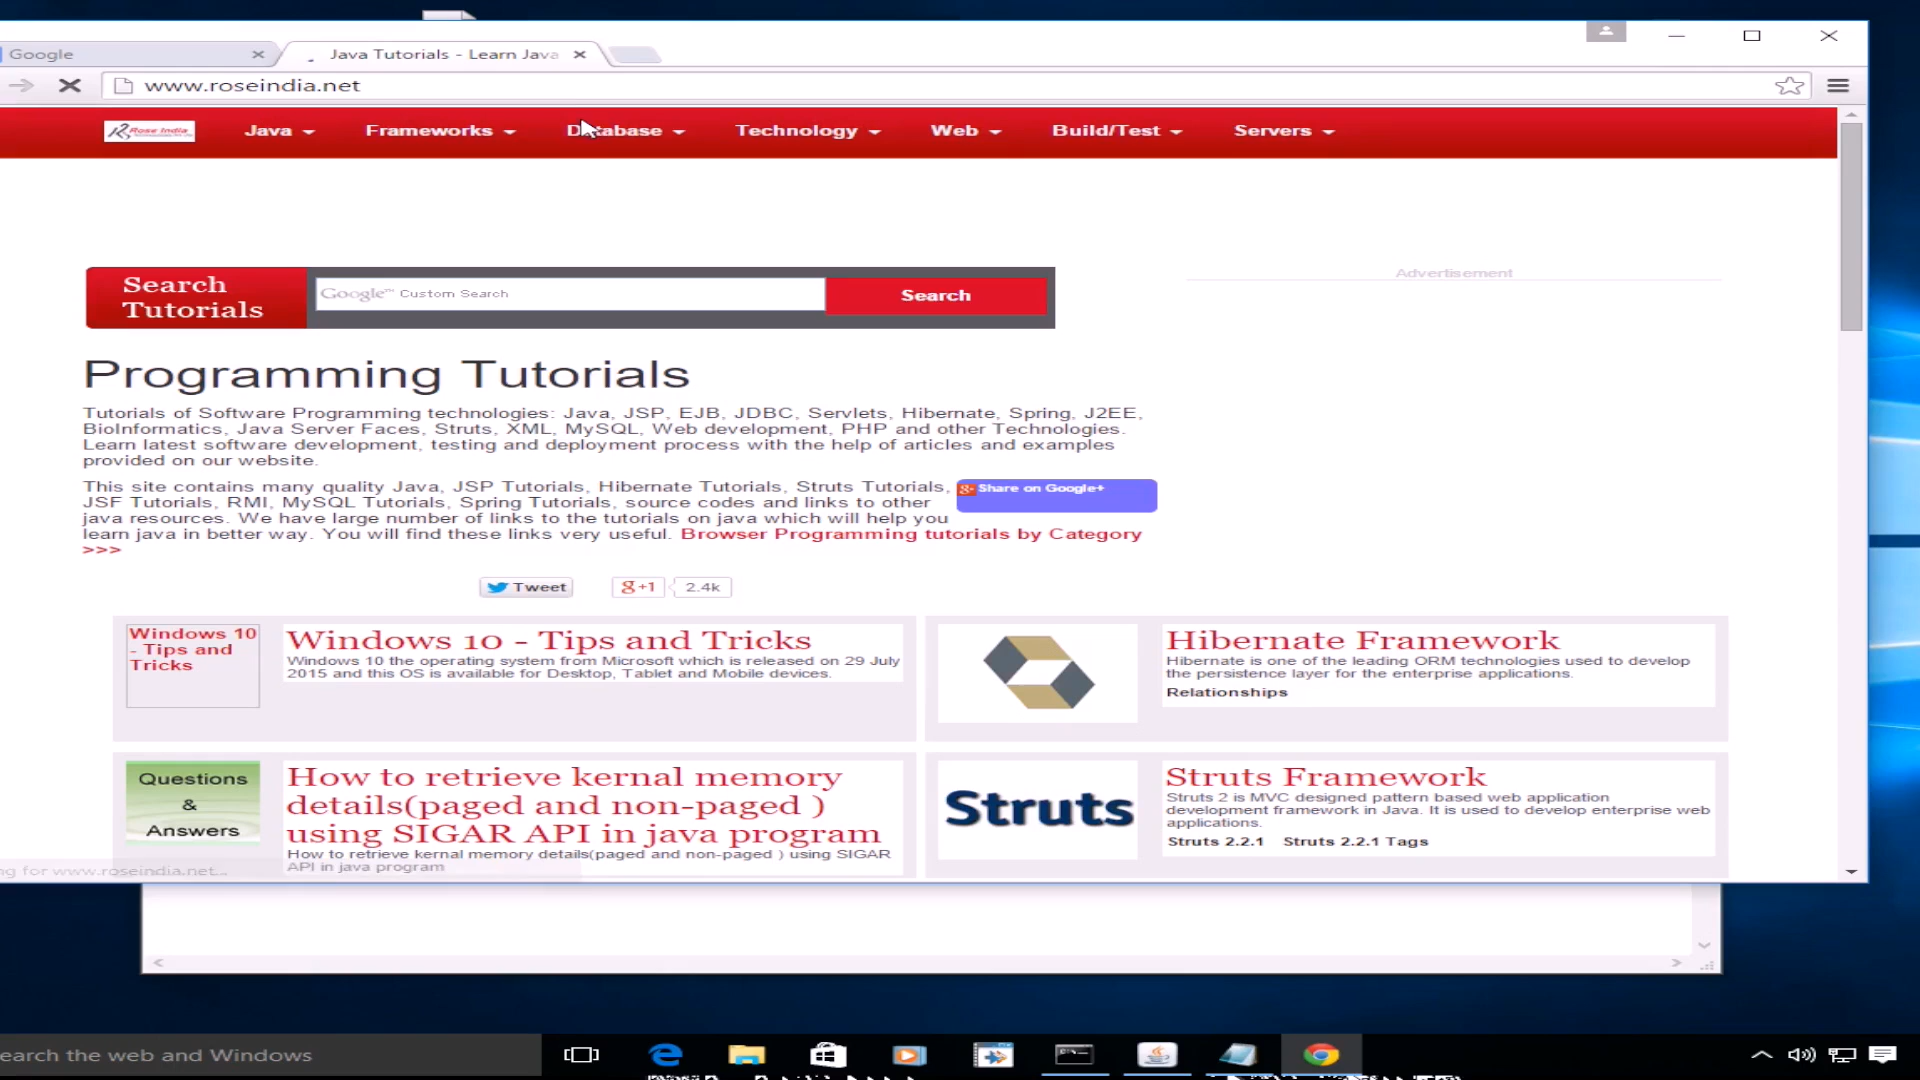 Google
Java Tutorials - Learn Java
www.roseindia.net
Rose India
Java
Frameworks
Database
Technology
Web
Build/Test
Servers
Search
Tutorials
Google™ Custom Search
Search
Advertisement
Programming Tutorials
Tutorials of Software Programming technologies: Java, JSP, EJB, JDBC, Servlets, Hibernate, Spring, J2EE,
BioInformatics, Java Server Faces, Struts, XML, MySQL, Web development, PHP and other Technologies.
Learn latest software development, testing and deployment process with the help of articles and examples
provided on our website.
This site contains many quality Java, JSP Tutorials, Hibernate Tutorials, Struts Tutorials,
JSF Tutorials, RMI, MySQL Tutorials, Spring Tutorials, source codes and links to other
java resources. We have large number of links to the tutorials on java which will help you
learn java in better way. You will find these links very useful. Browser Programming tutorials by Category
>>>
Share on Google+
Tweet
g+1
2.4k
Windows 10
- Tips and
Tricks
Windows 10 - Tips and Tricks
Windows 10 the operating system from Microsoft which is released on 29 July
2015 and this OS is available for Desktop, Tablet and Mobile devices.
Hibernate Framework
Hibernate is one of the leading ORM technologies used to develop
the persistence layer for the enterprise applications.
Relationships
Questions
&
Answers
How to retrieve kernal memory
details(paged and non-paged )
using SIGAR API in java program
How to retrieve kernal memory details(paged and non-paged ) using SIGAR
API in java program
Struts
Struts Framework
Struts 2 is MVC designed pattern based web application
development framework in Java. It is used to develop enterprise web
applications.
Struts 2.2.1 Struts 2.2.1 Tags
ng for www.roseindia.net...
earch the web and Windows